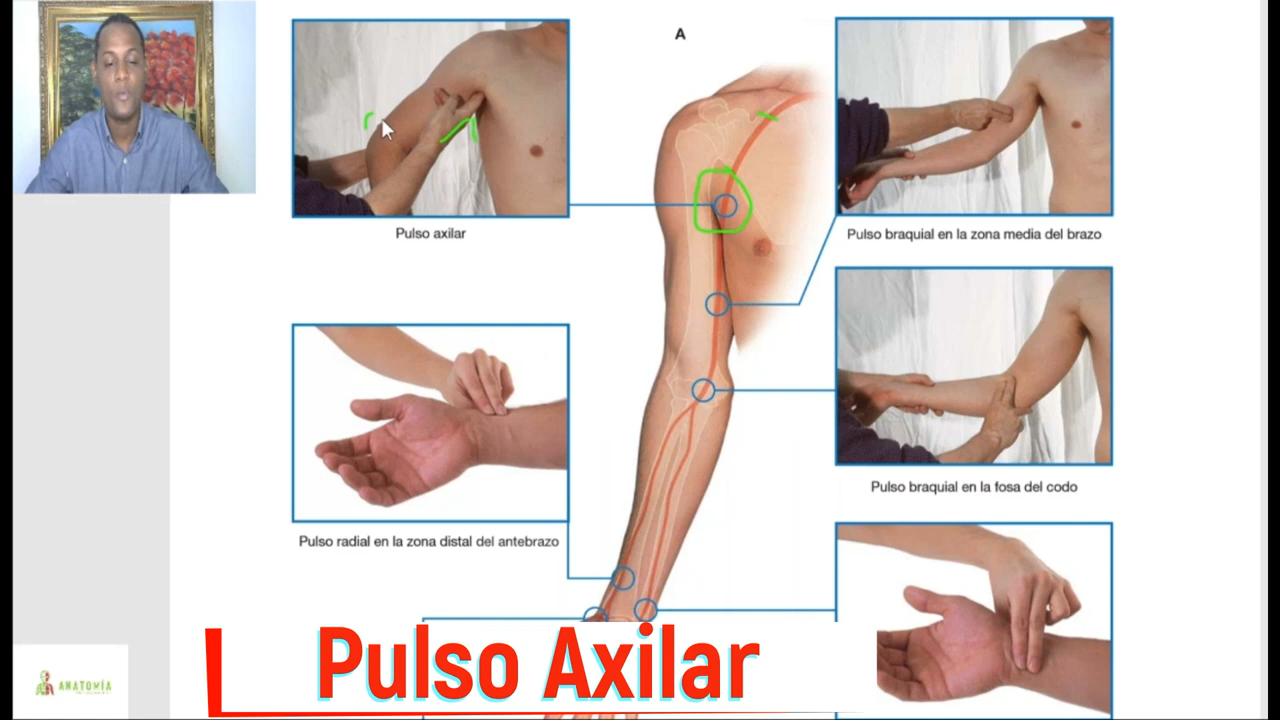 A
Pulso axilar
Pulso braquial en la zona media del brazo
Pulso braquial en la fosa del codo
Pulso radial en la zona distal del antebrazo
Pulso Axilar
ANATOMÍA